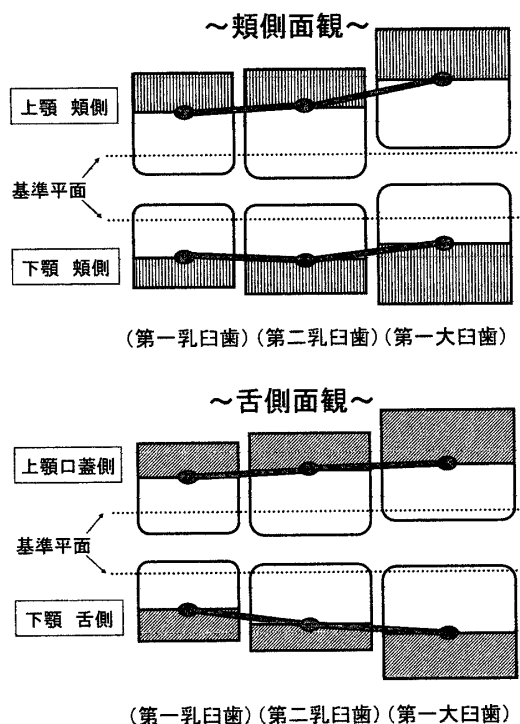 ～頬側面観～
上顎 頬側
基準平面
下顎 頬側
(第一乳臼歯)(第二乳臼歯)(第一大臼歯)
～舌側面観～
上顎口蓋側
基準平面
下顎 舌側
(第一乳臼歯)(第二乳臼歯)(第一大臼歯)